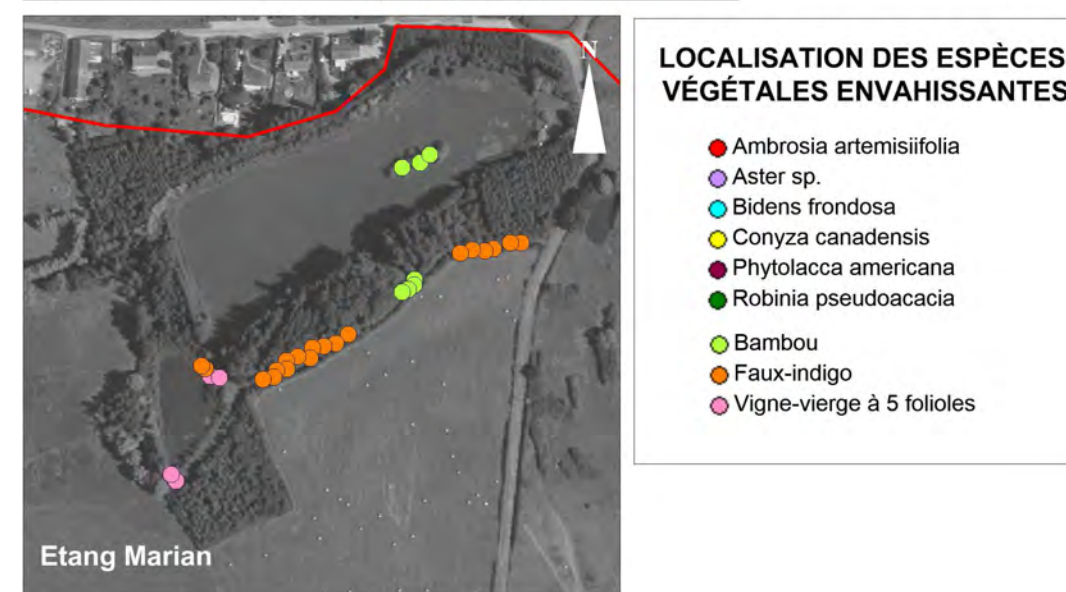 N
Etang Marian
LOCALISATION DES ESPÈCES
VÉGÉTALES ENVAHISSANTES
Ambrosia artemisiifolia
Aster sp.
Bidens frondosa
Conyza canadensis
Phytolacca americana
Robinia pseudoacacia
Bambou
Faux-indigo
Vigne-vierge à 5 folioles